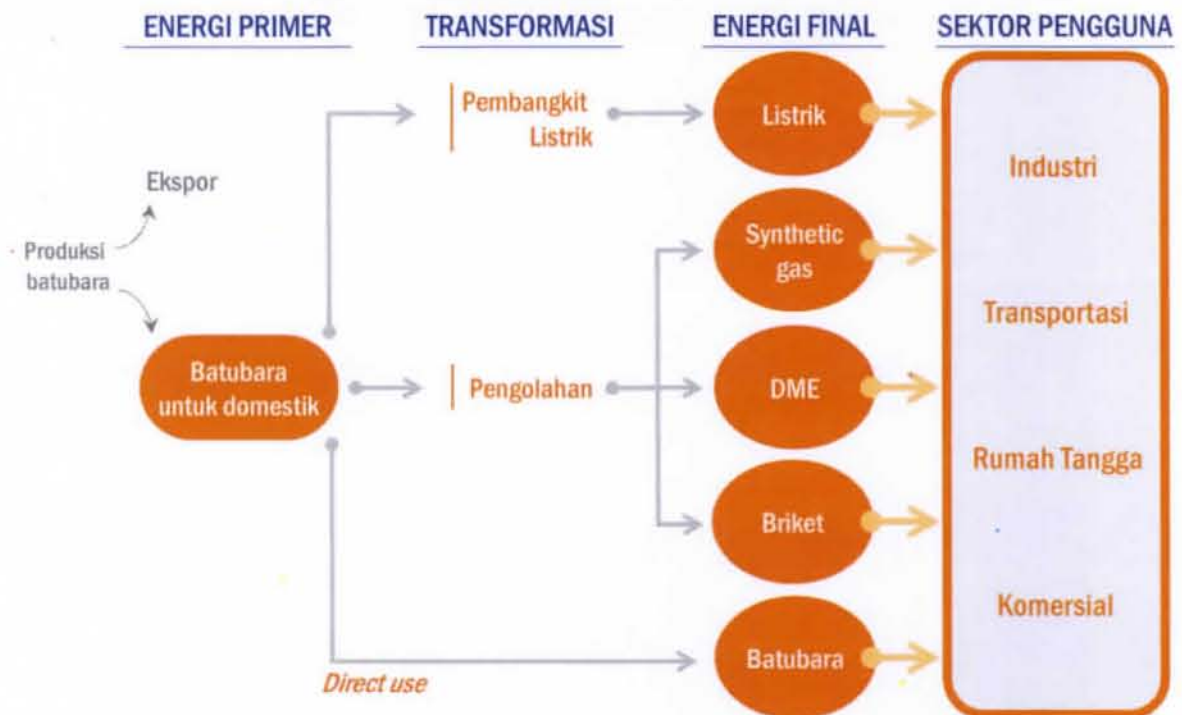 ENERGI PRIMER
TRANSFORMASI
ENERGI FINAL
SEKTOR PENGGUNA
Pembangkit
Listrik
Listrik
Industri
Ekspor
Produksi
batubara
Synthetic
gas
Transportasi
Batubara
untuk domestik
Pengolahan
DME
Rumah Tangga
Briket
Komersial
Batubara
Direct use